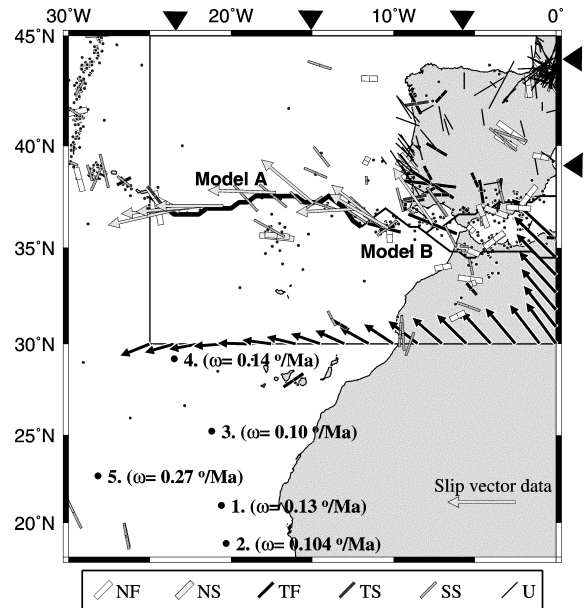 30°W 20°W 10°W 0°
45°N
40°N
Model A
35°N
Model B
30°N
4. (ω= 0.14 °/Ma)
25°N
3. (ω= 0.10 °/Ma)
5. (ω= 0.27 °/Ma)
Slip vector data
1. (ω= 0.13 °/Ma)
20°N
2. (ω= 0.104 °/Ma)
NF NS TF TS SS U